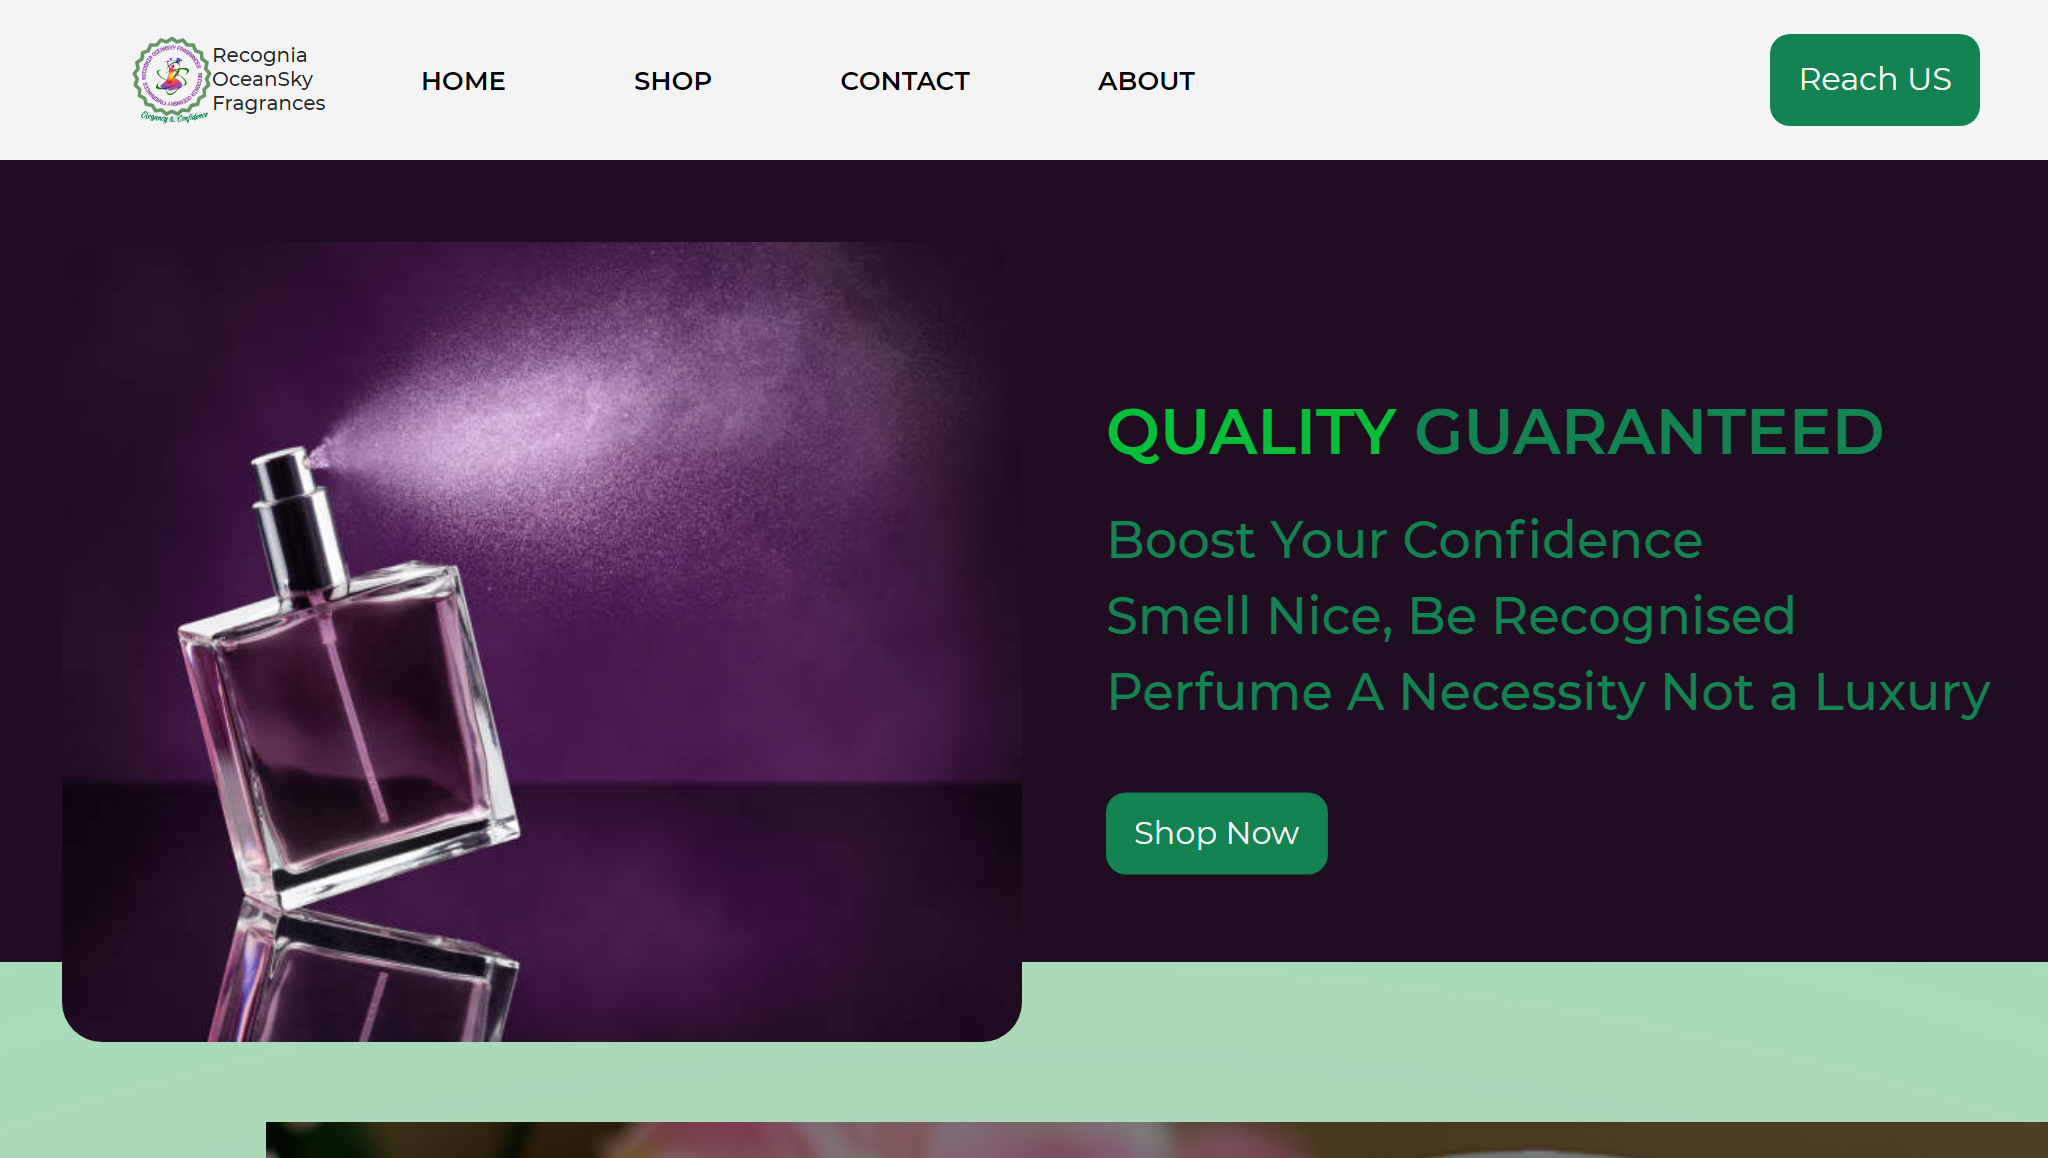 Recognia
OceanSky
Fragrances
Elegancy & Confidence
HOME
SHOP
CONTACT
ABOUT
Reach US
QUALITY GUARANTEED
Boost Your Confidence
Smell Nice, Be Recognised
Perfume A Necessity Not a Luxury
Shop Now